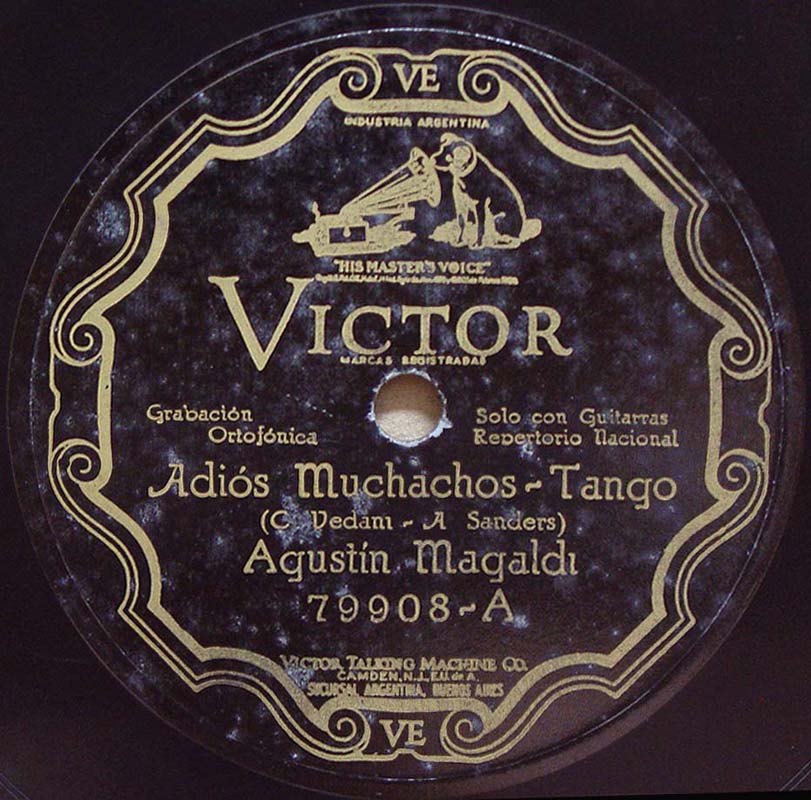 VE
INDUSTRIA ARGENTINA
"HIS MASTER'S VOICE"
VICTOR
MARCAS REGISTRADAS
Grabación Ortofónica
Solo con Guitarras
Repertorio Nacional
Adiós Muchachos - Tango
(C. Vedani - A Sanders)
Agustín Magaldi
79908-A
VICTOR TALKING MACHINE CO.
CAMDEN, N.J., E.U. de A.
SUCURSAL ARGENTINA, BUENOS AIRES
VE